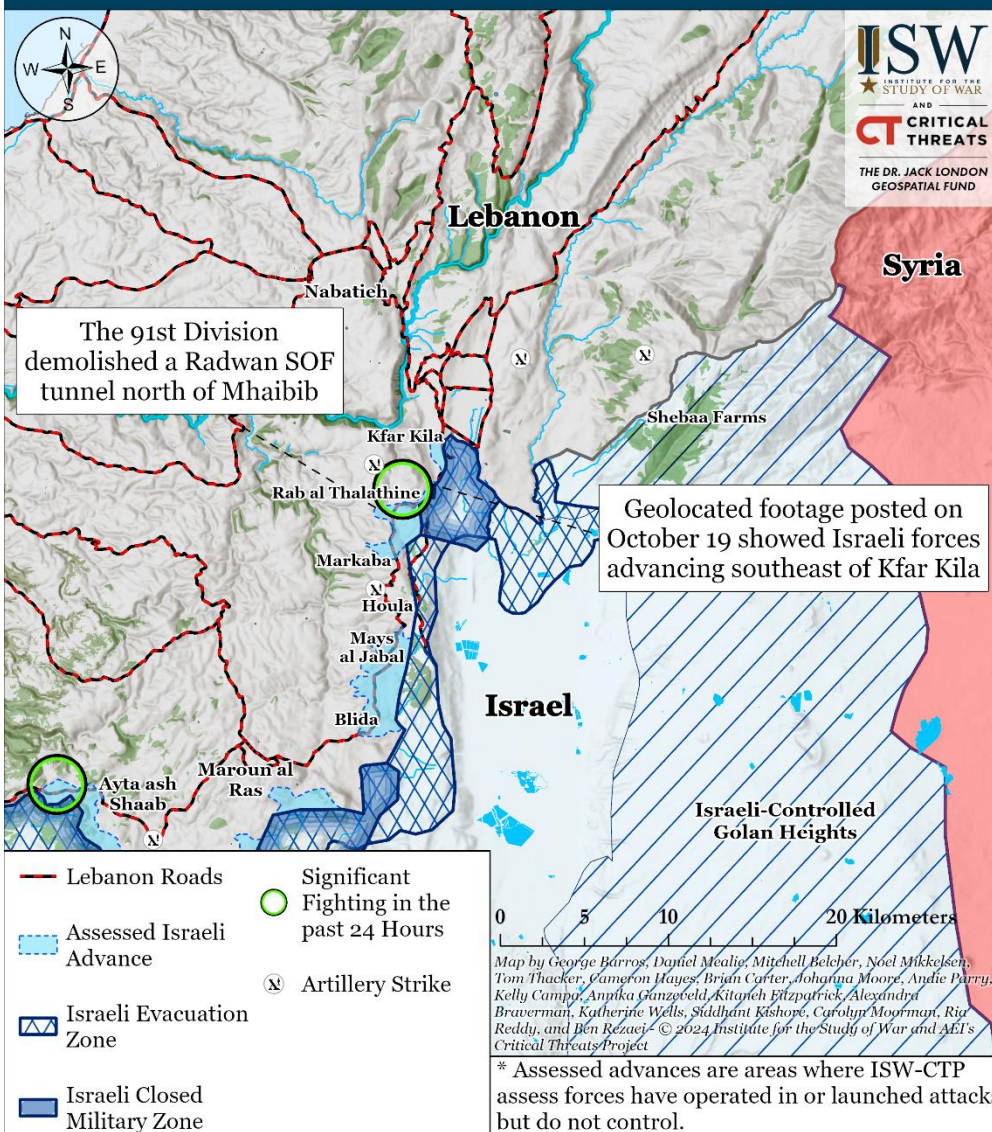 N
W
E
S
ISW
INSTITUTE FOR THE
STUDY OF WAR
AND
CT CRITICAL
THREATS
THE DR. JACK LONDON
GEOSPATIAL FUND
Lebanon
Syria
Nabatieh
The 91st Division
demolished a Radwan SOF
tunnel north of Mhaibib
Shebaa Farms
Kfar Kila
Rab al Thalathine
Geolocated footage posted on
October 19 showed Israeli forces
advancing southeast of Kfar Kila
Markaba
Houla
Mays
al Jabal
Israel
Blida
Maroun al
Ras
Ayta ash
Shaab
Israeli-Controlled
Golan Heights
Lebanon Roads
Assessed Israeli
Advance
Israeli Evacuation
Zone
Israeli Closed
Military Zone
Significant
Fighting in the
past 24 Hours
Artillery Strike
0 5 10 20 Kilometers
Map by George Barros, Daniel Mealie, Mitchell Belcher, Noel Mikkelsen,
Tom Thacker, Cameron Hayes, Brian Carter, Johanna Moore, Andie Parry,
Kelly Campa, Annika Ganzeveld, Kitaneh Fitzpatrick, Alexandra
Braverman, Katherine Wells, Siddhant Kishore, Carolyn Moorman, Ria
Reddy, and Ben Rezaei - © 2024 Institute for the Study of War and AEI's
Critical Threats Project
* Assessed advances are areas where ISW-CTP
assess forces have operated in or launched attacks
but do not control.